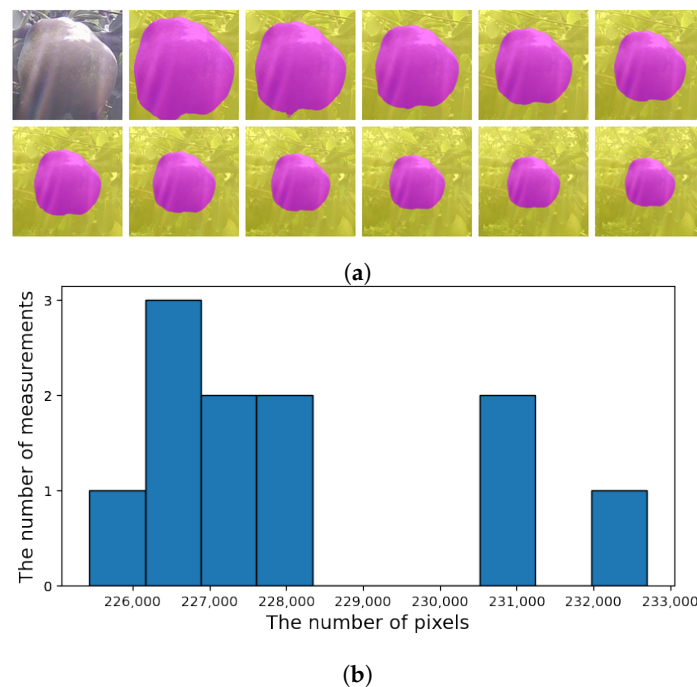 (a)
The number of measurements
3
2
1
0
226,000 227,000 228,000 229,000 230,000 231,000 232,000 233,000
The number of pixels
(b)